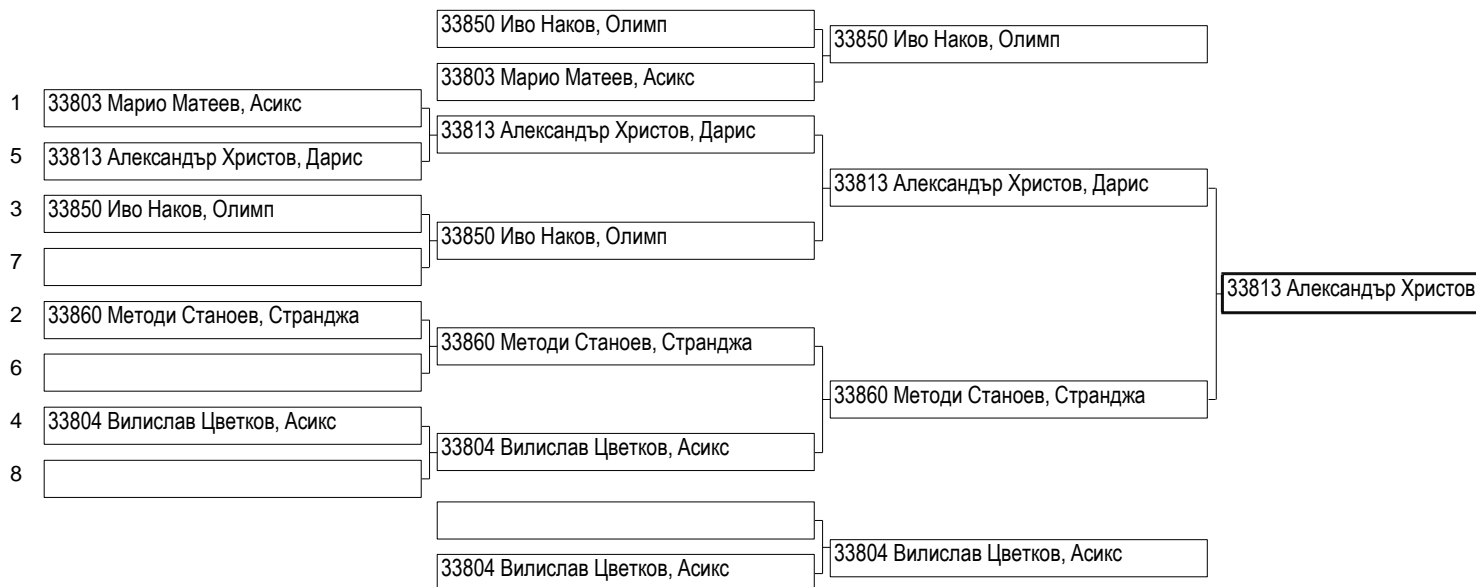 33850 Иво Наков, Олимп
33850 Иво Наков, Олимп
33803 Марио Матеев, Асикс
1 33803 Марио Матеев, Асикс
33813 Александър Христов, Дарис
5 33813 Александър Христов, Дарис
33813 Александър Христов, Дарис
3 33850 Иво Наков, Олимп
33850 Иво Наков, Олимп
7
33813 Александър Христов
2 33860 Методи Станоев, Странджа
33860 Методи Станоев, Странджа
6
33860 Методи Станоев, Странджа
4 33804 Вилислав Цветков, Асикс
33804 Вилислав Цветков, Асикс
8
33804 Вилислав Цветков, Асикс
33804 Вилислав Цветков, Асикс